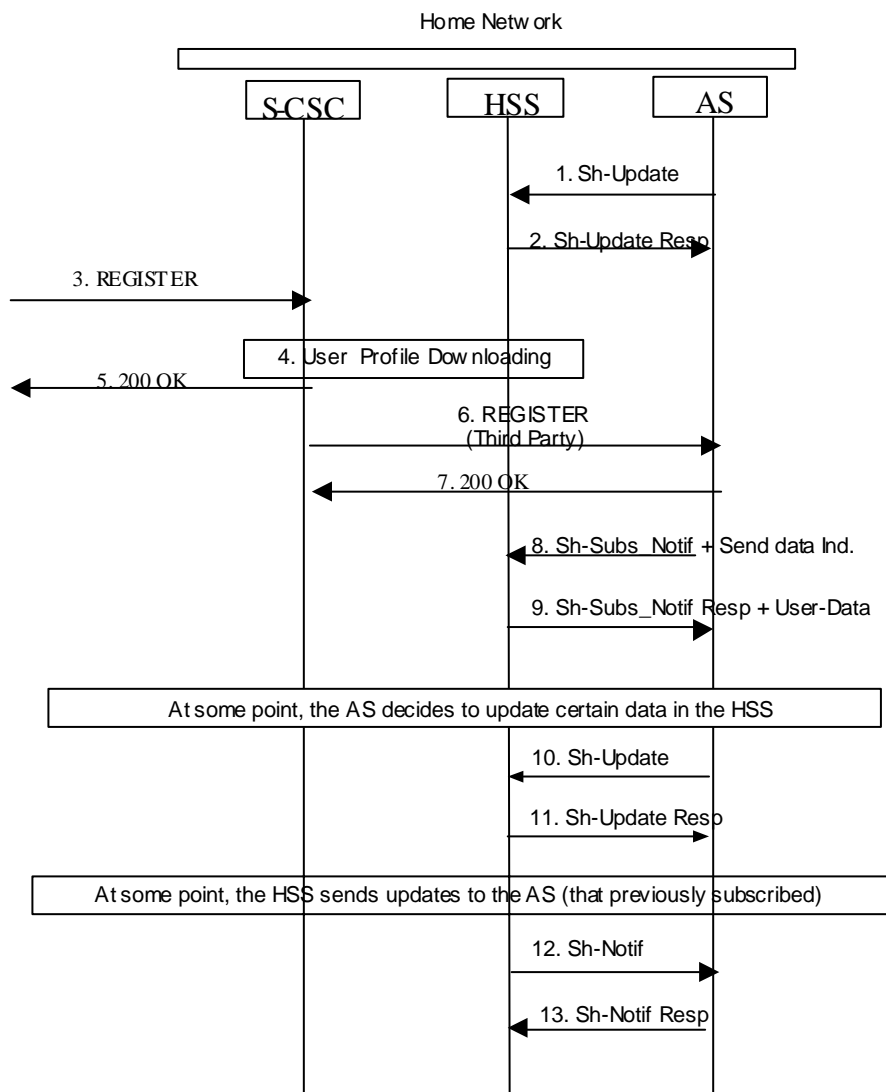 Home Network
S-CSC
HSS
AS
1. Sh-Update
2. Sh-Update Resp
3. REGISTER
4. User Profile Downloading
5. 200 OK
6. REGISTER
(Third Party)
7. 200 OK
8. Sh-Subs_Notif + Send data Ind.
9. Sh-Subs_Notif Resp + User-Data
At some point, the AS decides to update certain data in the HSS
10. Sh-Update
11. Sh-Update Resp
At some point, the HSS sends updates to the AS (that previously subscribed)
12. Sh-Notif
13. Sh-Notif Resp